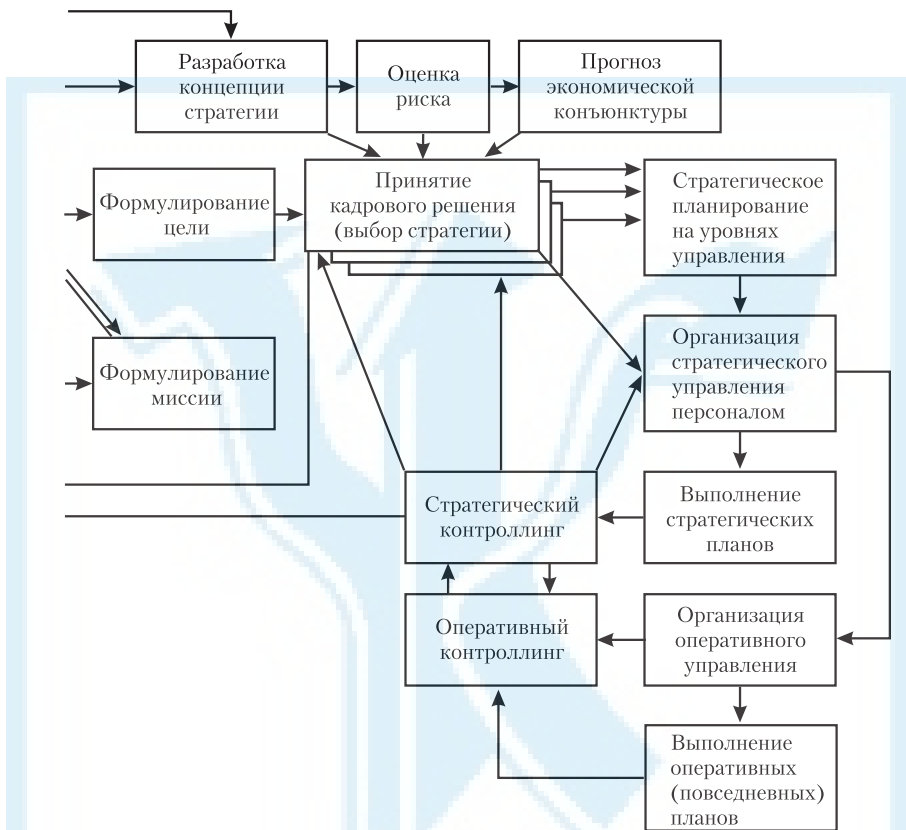 Разработка
концепции
стратегии
Оценка
риска
Прогноз
экономической
конъюнктуры
Формулирование
цели
Принятие
кадрового решения
(выбор стратегии)
Стратегическое
планирование
на уровнях
управления
Формулирование
миссии
Организация
стратегического
управления
персоналом
Стратегический
контроллинг
Выполнение
стратегических
планов
Оперативный
контроллинг
Организация
оперативного
управления
Выполнение
оперативных
(повседневных)
планов